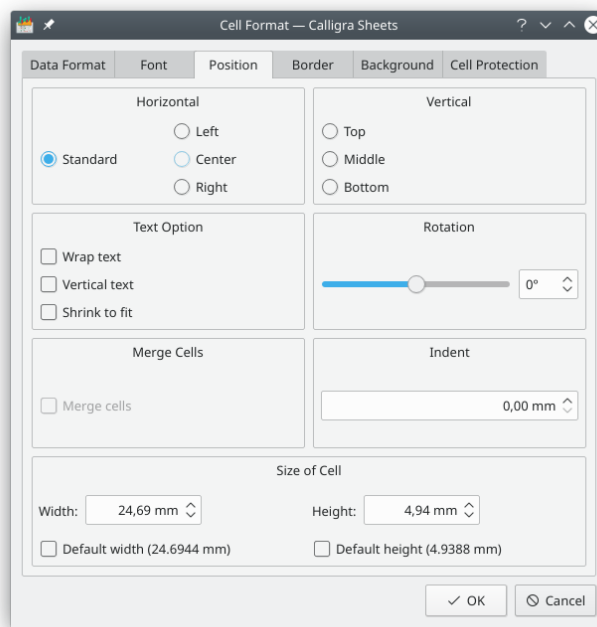 Cell Format — Calligra Sheets
Data Format Font Position Border Background Cell Protection
Horizontal
Left
Standard Center
Right
Vertical
Top
Middle
Bottom
Text Option
Wrap text
Vertical text
Shrink to fit
Rotation
0°
Merge Cells
Merge cells
Indent
0,00 mm
Size of Cell
Width: 24,69 mm Height: 4,94 mm
Default width (24.6944 mm) Default height (4.9388 mm)
OK Cancel